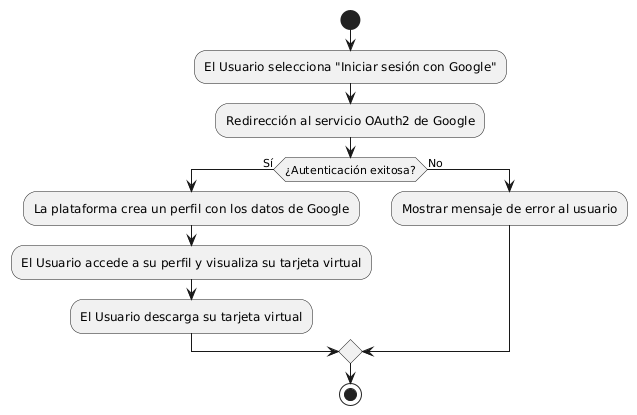 El Usuario selecciona "Iniciar sesión con Google"
Redirección al servicio OAuth2 de Google
¿Autenticación exitosa?
Sí
No
La plataforma crea un perfil con los datos de Google
Mostrar mensaje de error al usuario
El Usuario accede a su perfil y visualiza su tarjeta virtual
El Usuario descarga su tarjeta virtual